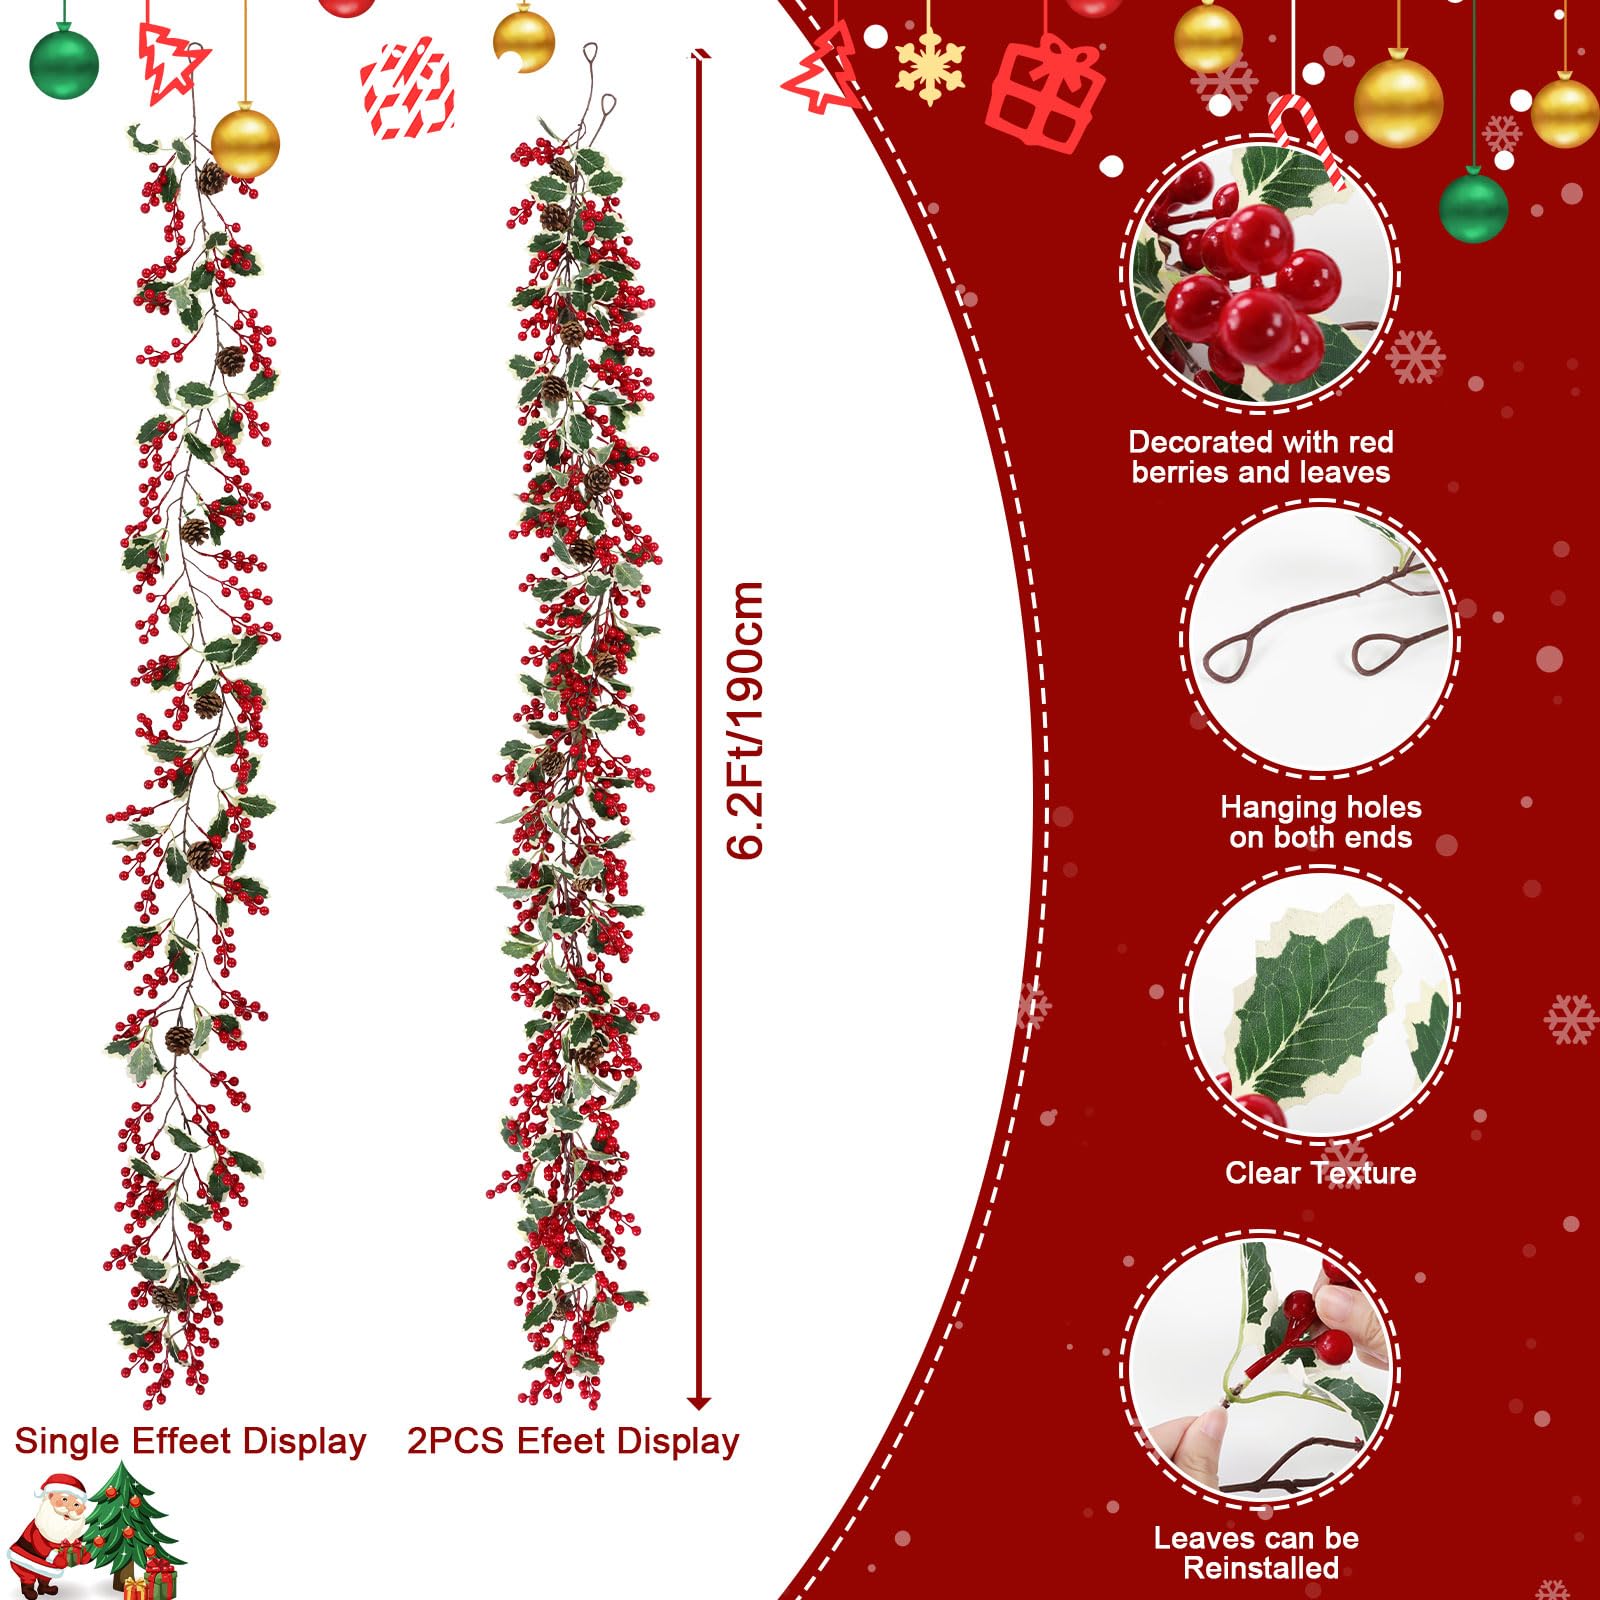 6.2Ft/190cm
Single Effeet Display
2PCS Efeet Display
Decorated with red
berries and leaves
Hanging holes
on both ends
Clear Texture
Leaves can be
Reinstalled